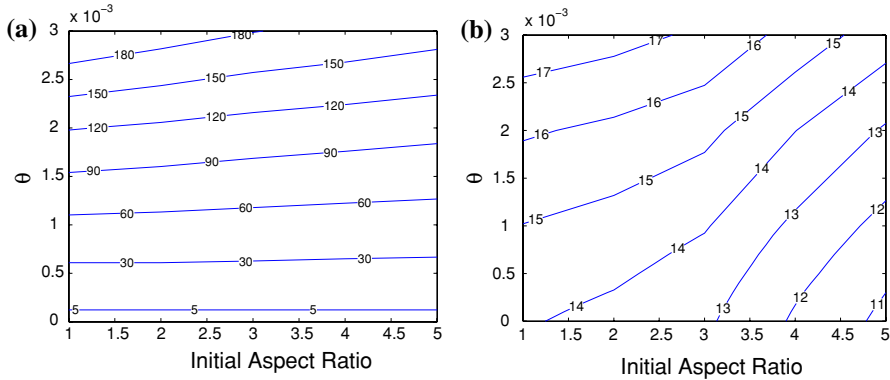 (a)
x 10⁻³
3
2.5
2
1.5
1
0.5
0
θ
180 180
150 150 150
120 120 120
90 90 90
60 60 60
30 30 30
5 5 5
1 1.5 2 2.5 3 3.5 4 4.5 5
Initial Aspect Ratio
(b)
x 10⁻³
3
2.5
2
1.5
1
0.5
0
θ
17 17 16 15
16 16 15 14
15 15 14 13
14 14 13 12
13 12 11
1 1.5 2 2.5 3 3.5 4 4.5 5
Initial Aspect Ratio